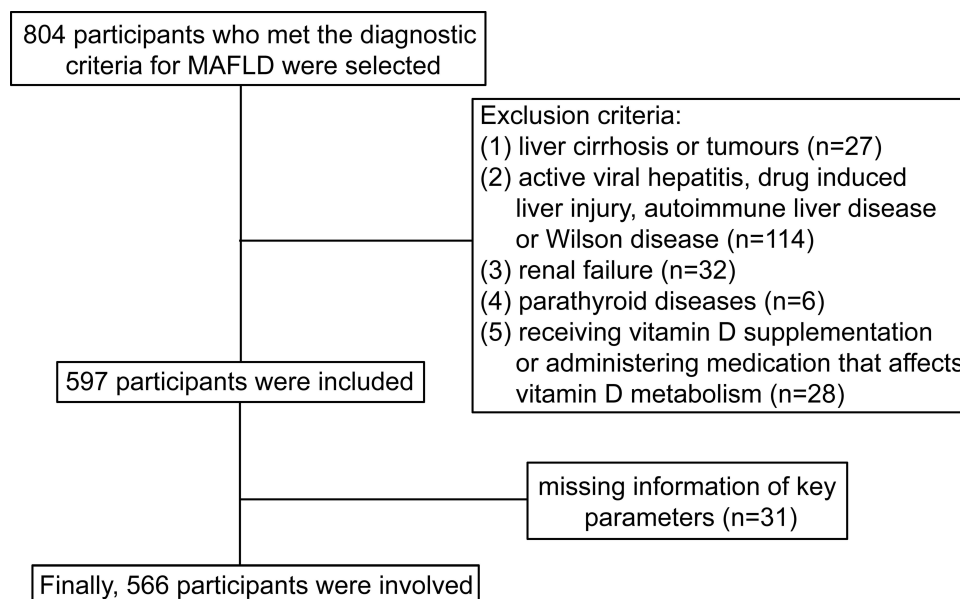 804 participants who met the diagnostic
criteria for MAFLD were selected
Exclusion criteria:
(1) liver cirrhosis or tumours (n=27)
(2) active viral hepatitis, drug induced
liver injury, autoimmune liver disease
or Wilson disease (n=114)
(3) renal failure (n=32)
(4) parathyroid diseases (n=6)
(5) receiving vitamin D supplementation
or administering medication that affects
vitamin D metabolism (n=28)
597 participants were included
missing information of key
parameters (n=31)
Finally, 566 participants were involved